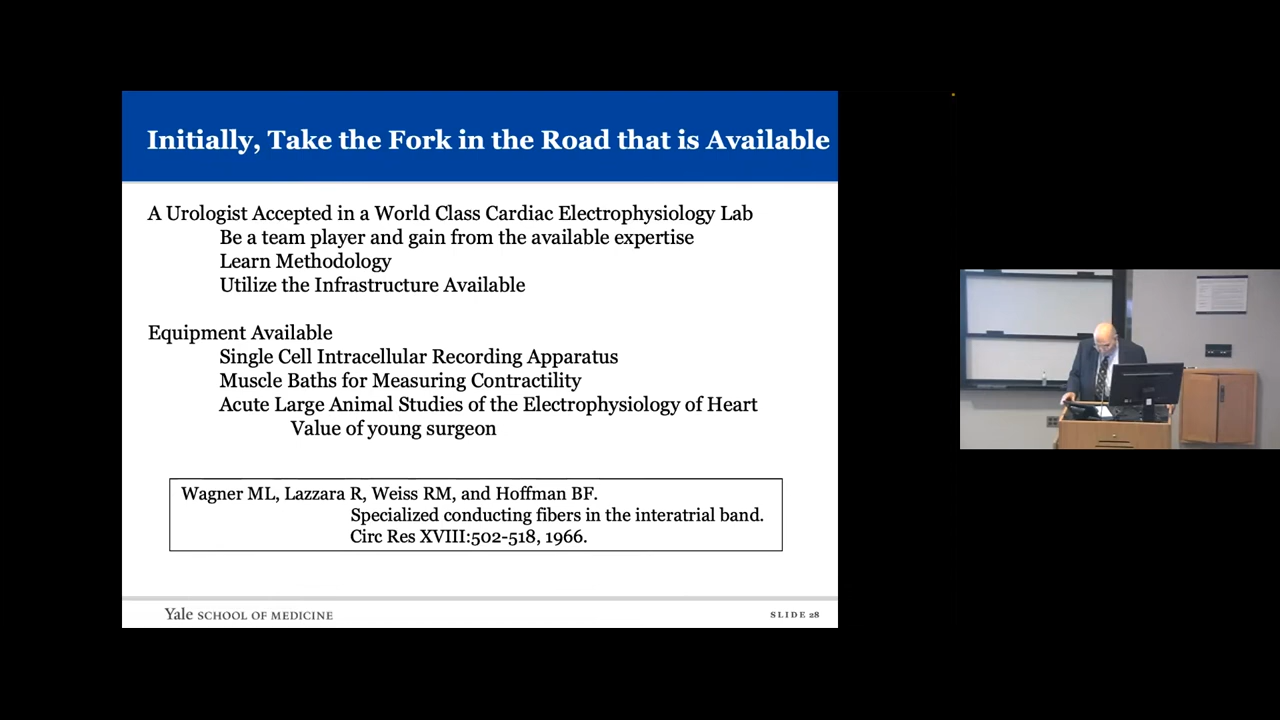 Initially, Take the Fork in the Road that is Available
A Urologist Accepted in a World Class Cardiac Electrophysiology Lab
Be a team player and gain from the available expertise
Learn Methodology
Utilize the Infrastructure Available
Equipment Available
Single Cell Intracellular Recording Apparatus
Muscle Baths for Measuring Contractility
Acute Large Animal Studies of the Electrophysiology of Heart
Value of young surgeon
Wagner ML, Lazzara R, Weiss RM, and Hoffman BF.
Specialized conducting fibers in the interatrial band.
Circ Res XVIII:502-518, 1966.
Yale SCHOOL OF MEDICINE
SLIDE 28